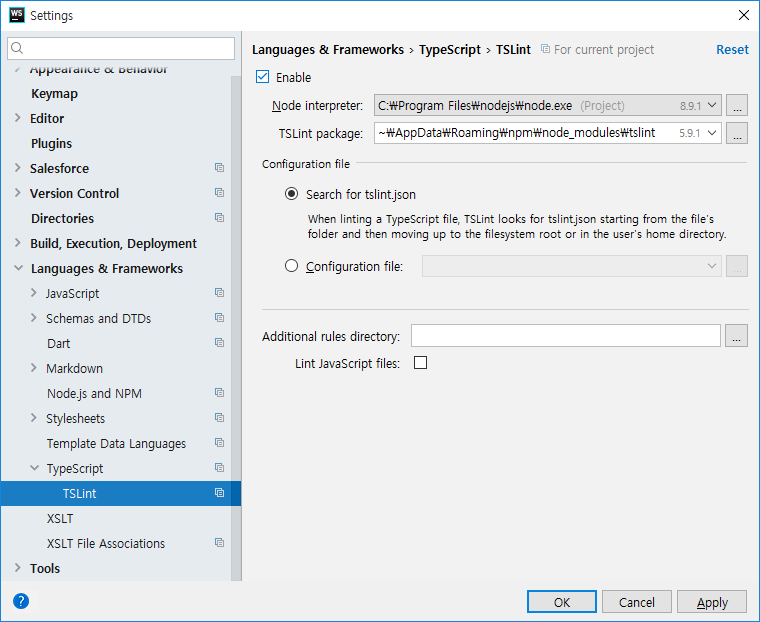 WS Settings
Languages & Frameworks › TypeScript › TSLint For current project Reset
Appearance & Behavior
Keymap
Editor
Plugins
Salesforce
Version Control
Directories
Build, Execution, Deployment
Languages & Frameworks
JavaScript
Schemas and DTDs
Dart
Markdown
Node.js and NPM
Stylesheets
Template Data Languages
TypeScript
TSLint
XSLT
XSLT File Associations
Tools
Enable
Node interpreter: C:₩Program Files₩nodejs₩node.exe (Project) 8.9.1 ...
TSLint package: ~₩AppData₩Roaming₩npm₩node_modules₩tslint 5.9.1 ...
Configuration file
Search for tslint.json
When linting a TypeScript file, TSLint looks for tslint.json starting from the file's
folder and then moving up to the filesystem root or in the user's home directory.
Configuration file: ...
Additional rules directory: ...
Lint JavaScript files:
? OK Cancel Apply